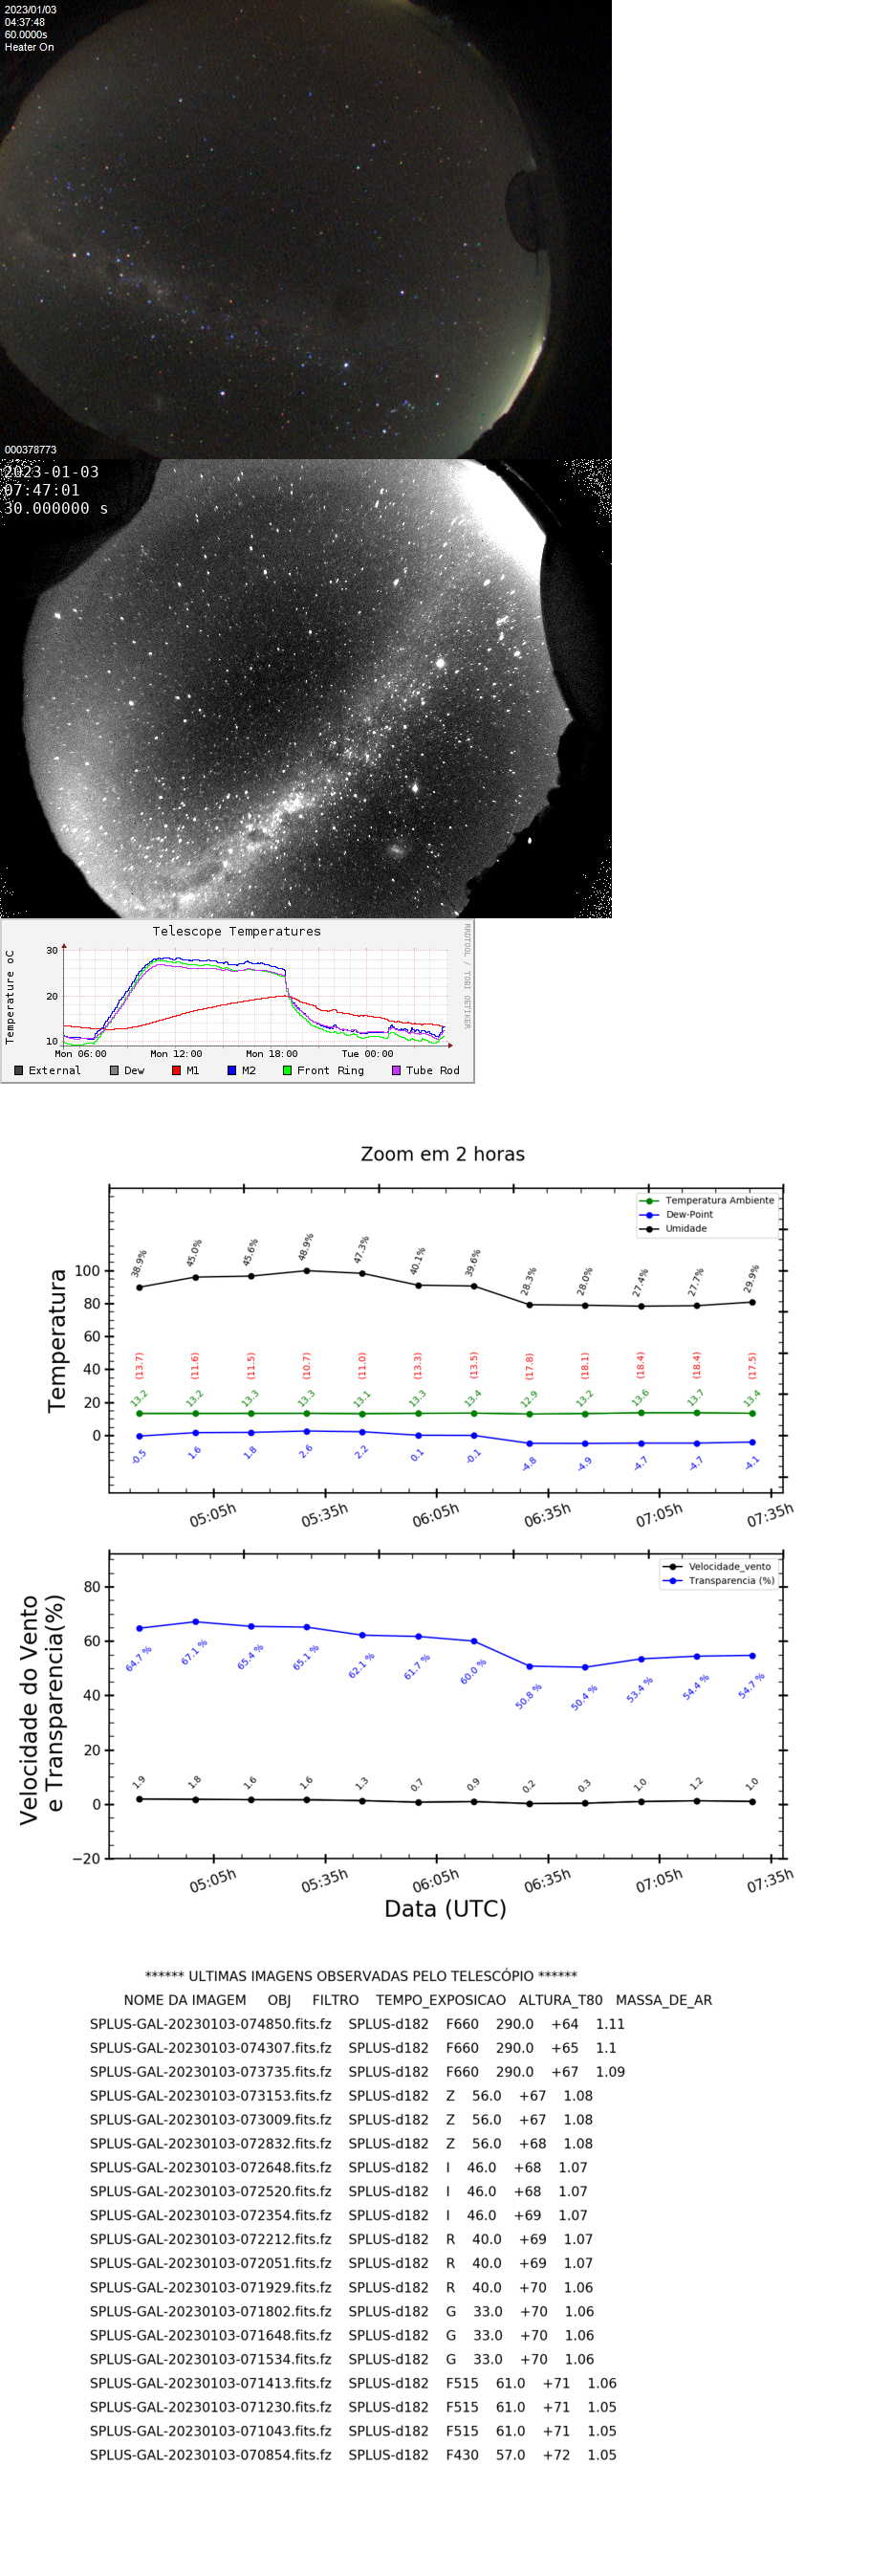 2023/01/03
04:37:48
60.0000s
Heater On
000378773
2023-01-03
07:47:01
30.000000 s
Telescope Temperatures
RRDTOOL / TOBI OETIKER
Temperature oC
30
20
10
Mon 06:00 Mon 12:00 Mon 18:00 Tue 00:00
External Dew M1 M2 Front Ring Tube Rod
Zoom em 2 horas
Temperatura Ambiente
Dew-Point
Umidade
Temperatura
100
80
60
40
20
0
38.9% 45.0% 45.6% 48.9% 47.3% 40.1% 39.6% 28.3% 28.0% 27.4% 27.7% 29.9%
(13.7) (11.6) (11.5) (10.7) (11.0) (13.3) (13.5) (17.8) (18.1) (18.4) (18.4) (17.5)
13.2 13.2 13.3 13.3 13.1 13.3 13.4 12.9 13.2 13.6 13.7 13.4
-0.5 1.6 1.8 2.6 2.2 0.1 -0.1 -4.8 -4.9 -4.7 -4.7 -4.1
05:05h 05:35h 06:05h 06:35h 07:05h 07:35h
Velocidade_vento
Transparencia (%)
Velocidade do Vento
e Transparencia(%)
80
60
40
20
0
−20
64.7 % 67.1 % 65.4 % 65.1 % 62.1 % 61.7 % 60.0 % 50.8 % 50.4 % 53.4 % 54.4 % 54.7 %
1.9 1.8 1.6 1.6 1.3 0.7 0.9 0.2 0.3 1.0 1.2 1.0
05:05h 05:35h 06:05h 06:35h 07:05h 07:35h
Data (UTC)
****** ULTIMAS IMAGENS OBSERVADAS PELO TELESCÓPIO ******
NOME DA IMAGEM OBJ FILTRO TEMPO_EXPOSICAO ALTURA_T80 MASSA_DE_AR
SPLUS-GAL-20230103-074850.fits.fz SPLUS-d182 F660 290.0 +64 1.11
SPLUS-GAL-20230103-074307.fits.fz SPLUS-d182 F660 290.0 +65 1.1
SPLUS-GAL-20230103-073735.fits.fz SPLUS-d182 F660 290.0 +67 1.09
SPLUS-GAL-20230103-073153.fits.fz SPLUS-d182 Z 56.0 +67 1.08
SPLUS-GAL-20230103-073009.fits.fz SPLUS-d182 Z 56.0 +67 1.08
SPLUS-GAL-20230103-072832.fits.fz SPLUS-d182 Z 56.0 +68 1.08
SPLUS-GAL-20230103-072648.fits.fz SPLUS-d182 I 46.0 +68 1.07
SPLUS-GAL-20230103-072520.fits.fz SPLUS-d182 I 46.0 +68 1.07
SPLUS-GAL-20230103-072354.fits.fz SPLUS-d182 I 46.0 +69 1.07
SPLUS-GAL-20230103-072212.fits.fz SPLUS-d182 R 40.0 +69 1.07
SPLUS-GAL-20230103-072051.fits.fz SPLUS-d182 R 40.0 +69 1.07
SPLUS-GAL-20230103-071929.fits.fz SPLUS-d182 R 40.0 +70 1.06
SPLUS-GAL-20230103-071802.fits.fz SPLUS-d182 G 33.0 +70 1.06
SPLUS-GAL-20230103-071648.fits.fz SPLUS-d182 G 33.0 +70 1.06
SPLUS-GAL-20230103-071534.fits.fz SPLUS-d182 G 33.0 +70 1.06
SPLUS-GAL-20230103-071413.fits.fz SPLUS-d182 F515 61.0 +71 1.06
SPLUS-GAL-20230103-071230.fits.fz SPLUS-d182 F515 61.0 +71 1.05
SPLUS-GAL-20230103-071043.fits.fz SPLUS-d182 F515 61.0 +71 1.05
SPLUS-GAL-20230103-070854.fits.fz SPLUS-d182 F430 57.0 +72 1.05